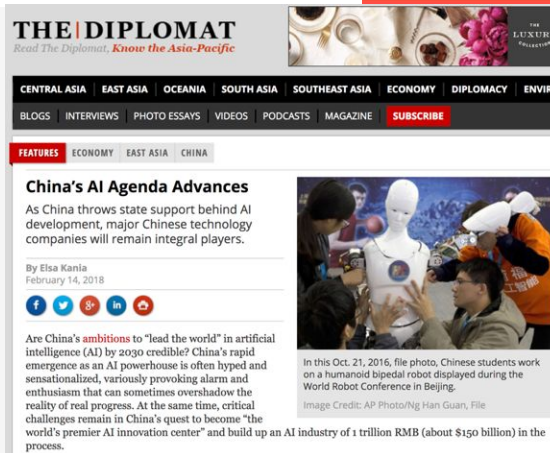 THE|DIPLOMAT
Read The Diplomat, Know the Asia-Pacific
THE
LUXUR
COLLECTION
CENTRAL ASIA EAST ASIA OCEANIA SOUTH ASIA SOUTHEAST ASIA ECONOMY DIPLOMACY ENVIR
BLOGS INTERVIEWS PHOTO ESSAYS VIDEOS PODCASTS MAGAZINE SUBSCRIBE
FEATURES ECONOMY EAST ASIA CHINA
China's AI Agenda Advances
As China throws state support behind AI
development, major Chinese technology
companies will remain integral players.
By Elsa Kania
February 14, 2018
Are China's ambitions to "lead the world" in artificial
intelligence (AI) by 2030 credible? China's rapid
emergence as an AI powerhouse is often hyped and
sensationalized, variously provoking alarm and
enthusiasm that can sometimes overshadow the
reality of real progress. At the same time, critical
challenges remain in China's quest to become "the
world's premier AI innovation center" and build up an AI industry of 1 trillion RMB (about $150 billion) in the
process.
In this Oct. 21, 2016, file photo, Chinese students work
on a humanoid bipedal robot displayed during the
World Robot Conference in Beijing.
Image Credit: AP Photo/Ng Han Guan, File